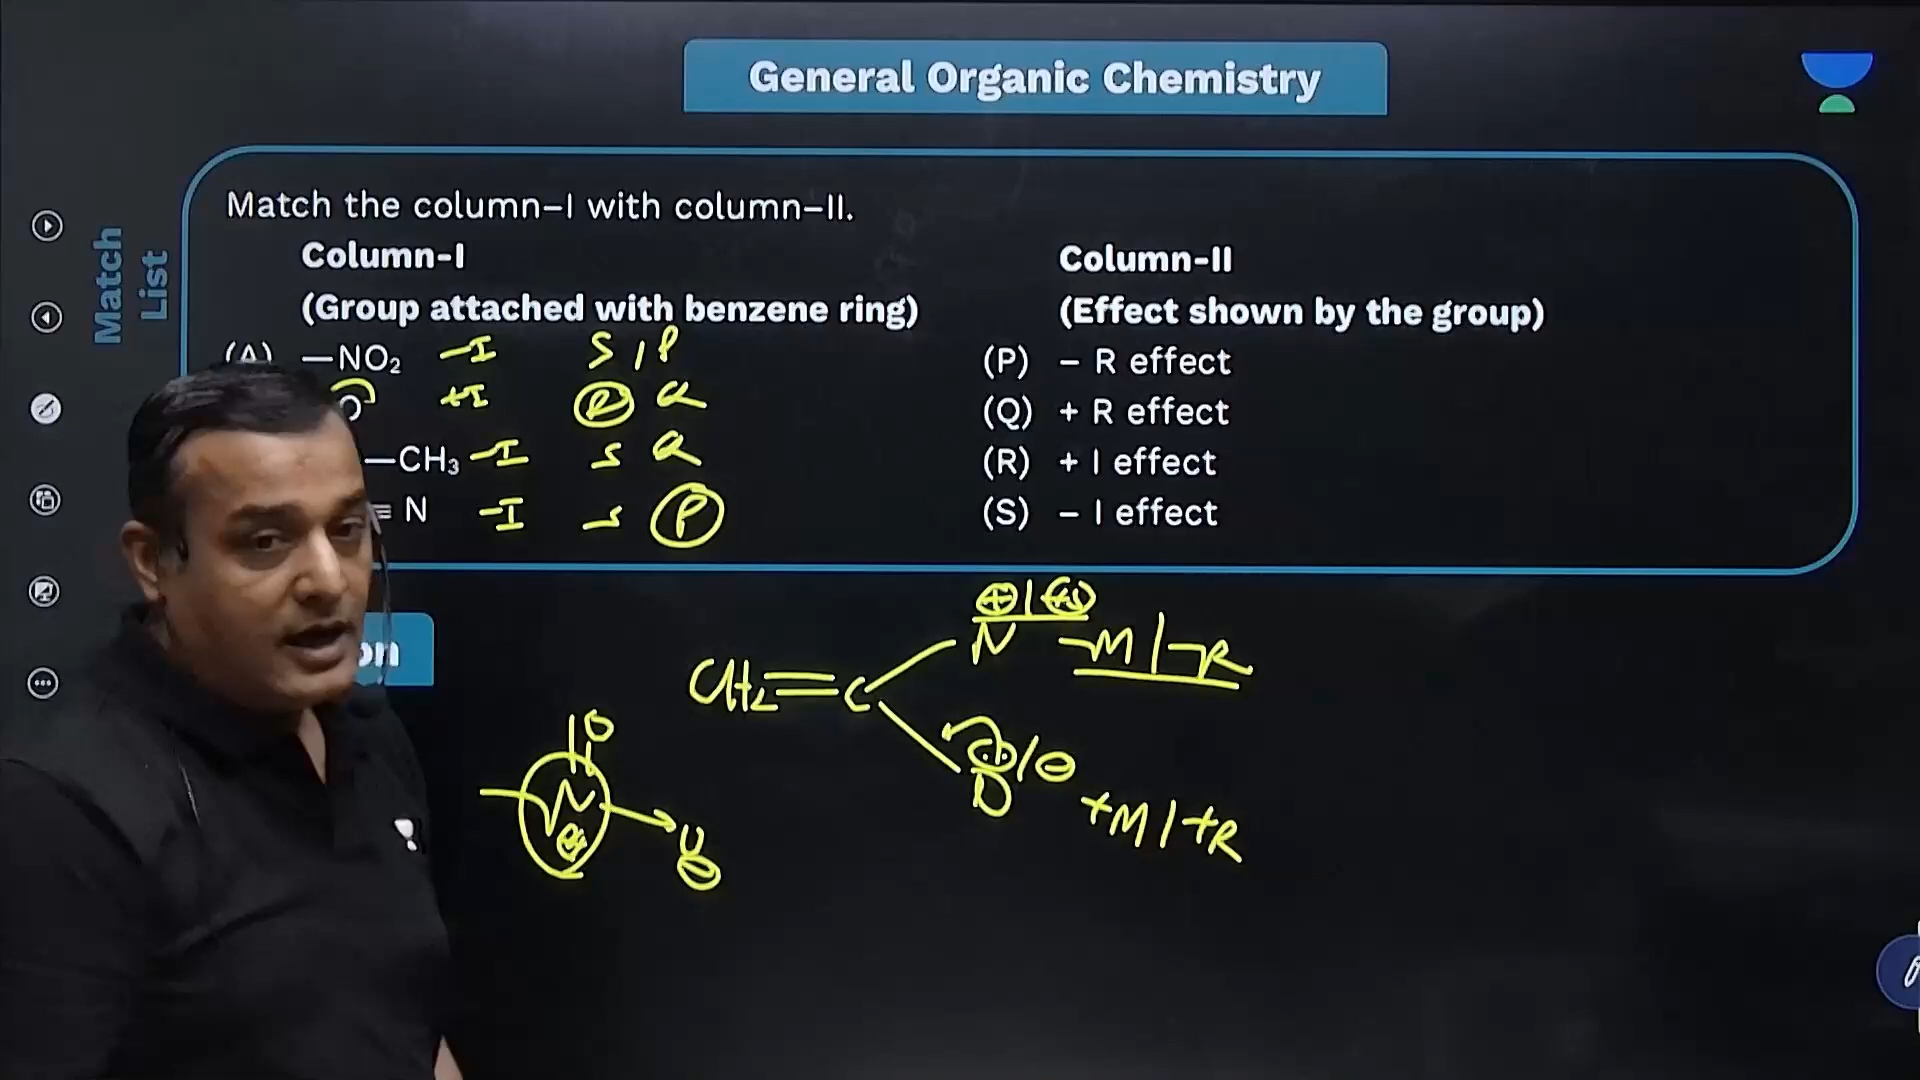 General Organic Chemistry
Match List
Match the column–I with column–II.
Column-I
(Group attached with benzene ring)
Column-II
(Effect shown by the group)
(A) —NO₂ -I S / P
(P) – R effect
O +I R Q
(Q) + R effect
—CH₃ -I S Q
(R) + I effect
≡ N -I S P
(S) – I effect
on
⊕ | δ+
N -M | -R
CH₂=C
O
N
⊕
O
⊖
:/⊖
D +M / +R